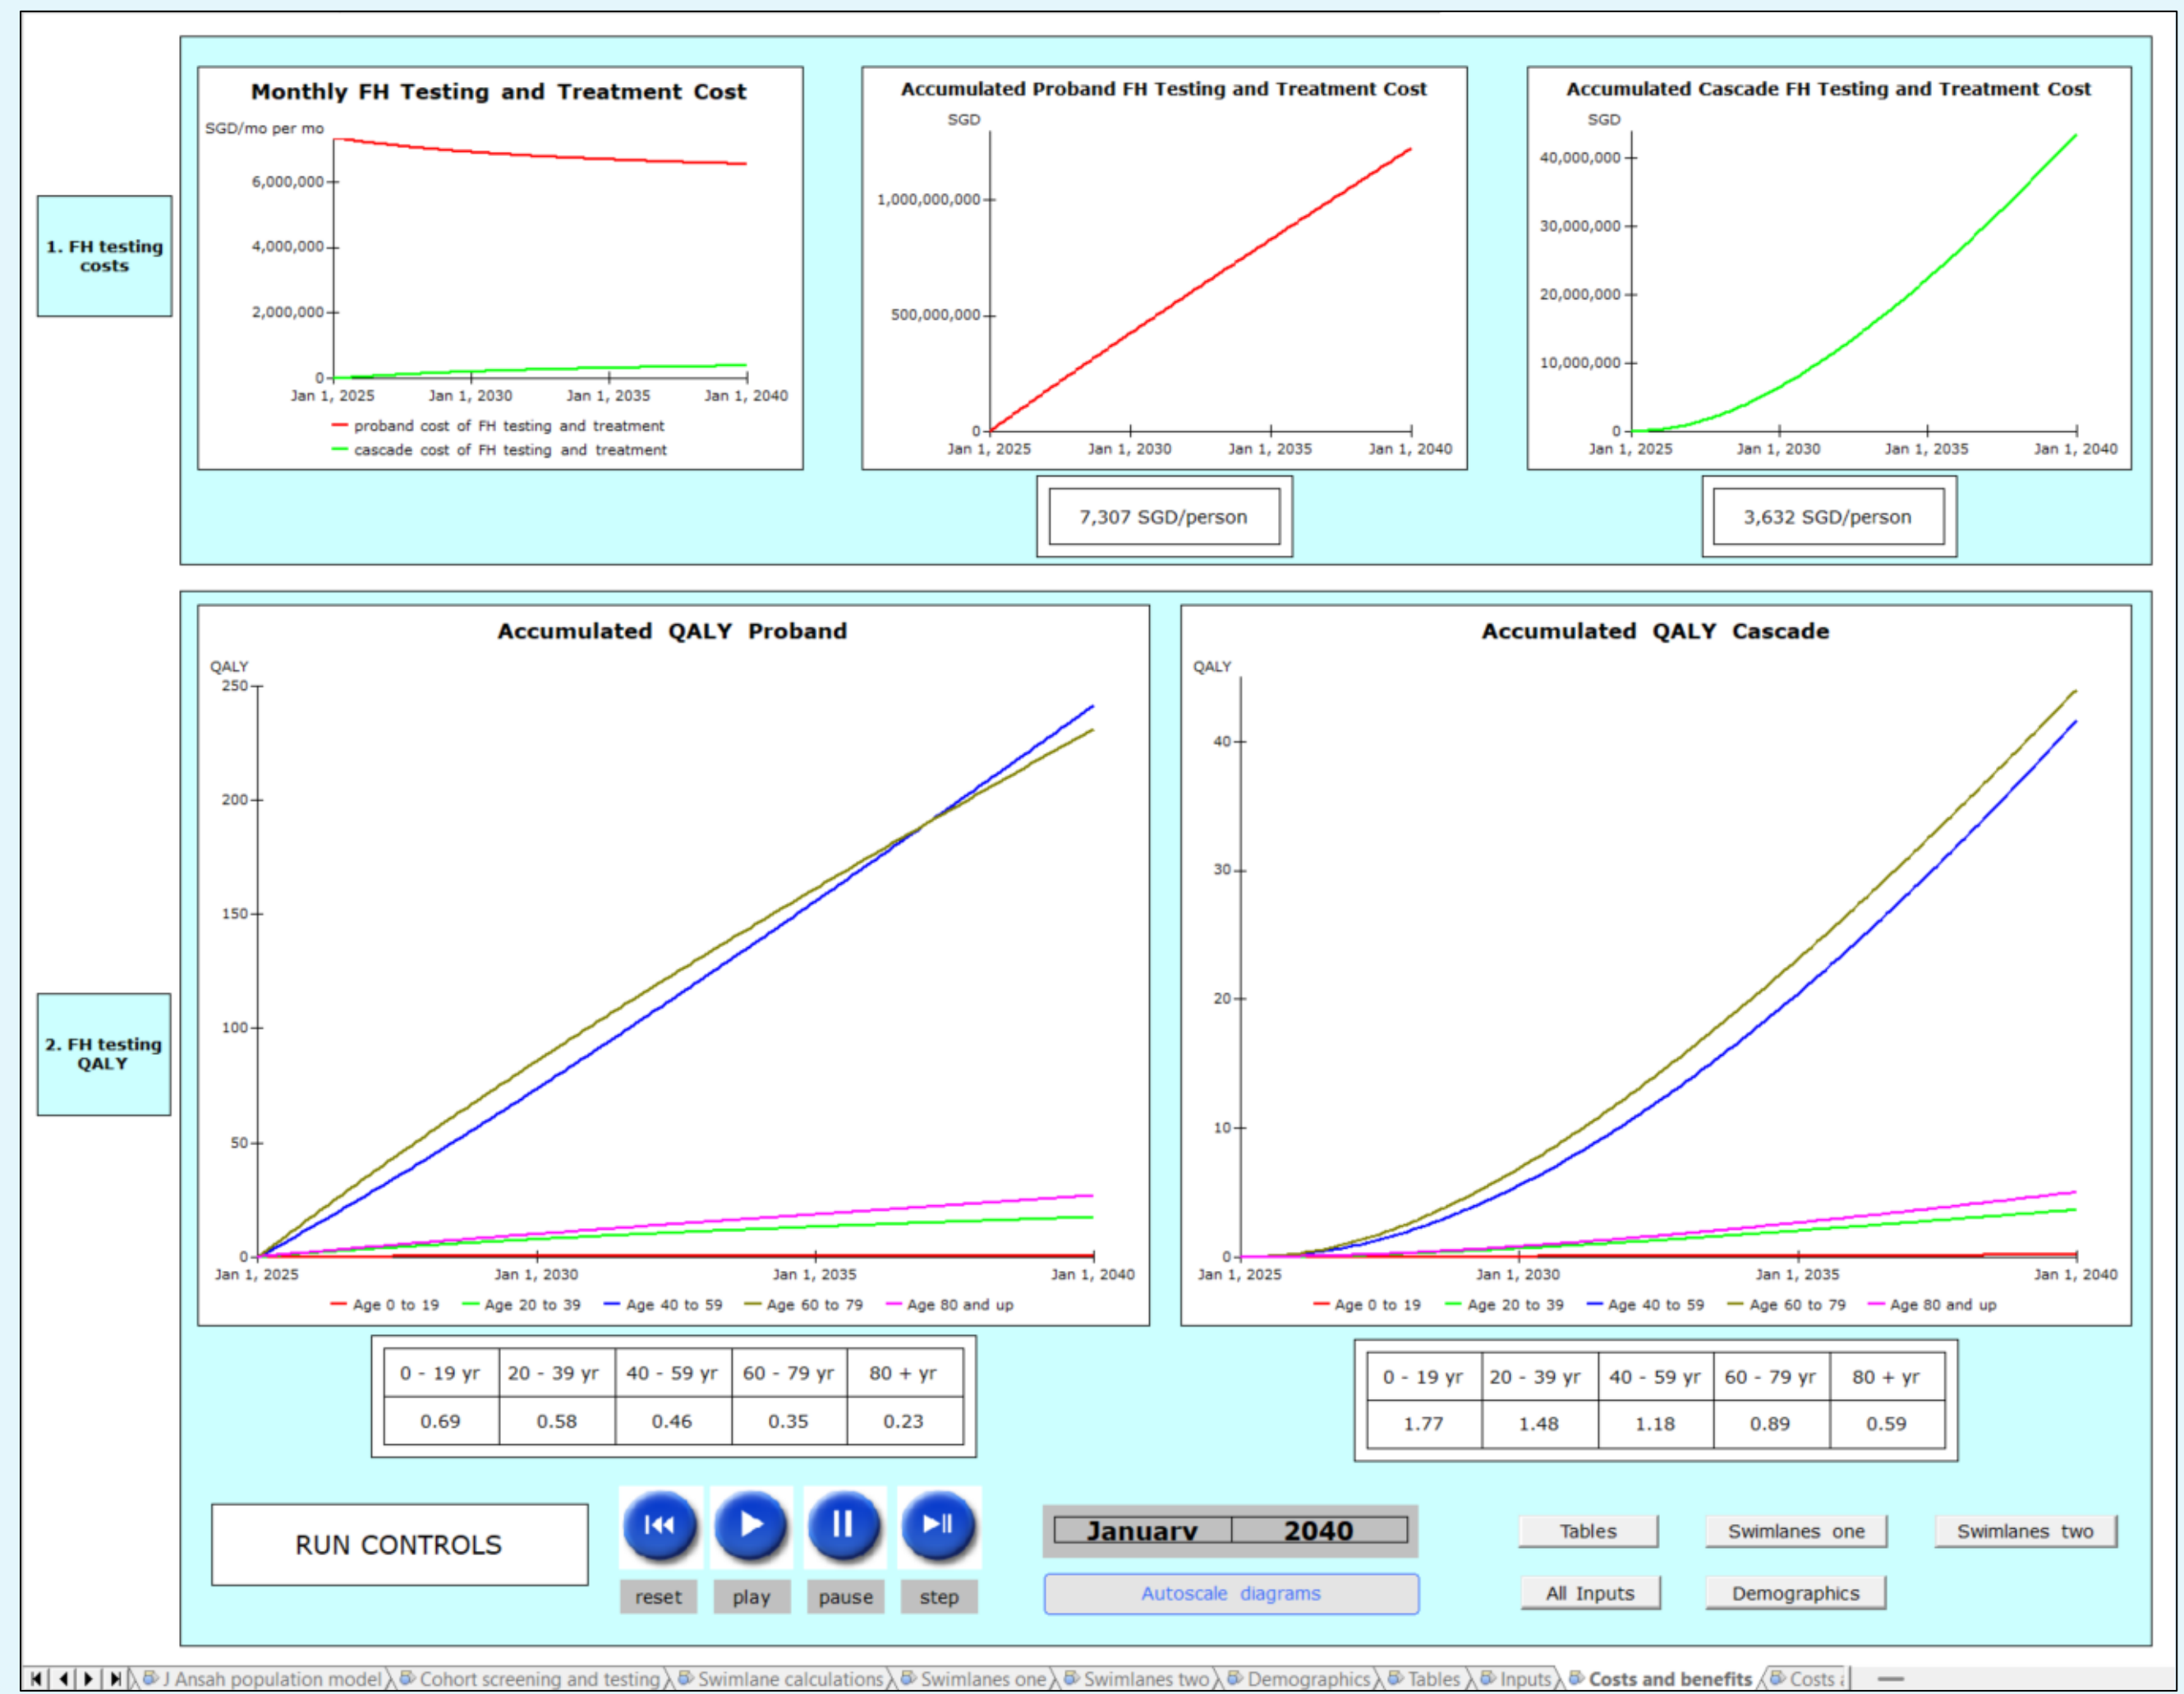 Monthly FH Testing and Treatment Cost
SGD/mo per mo
6,000,000
4,000,000
2,000,000
0
Jan 1, 2025 Jan 1, 2030 Jan 1, 2035 Jan 1, 2040
proband cost of FH testing and treatment
cascade cost of FH testing and treatment
Accumulated Proband FH Testing and Treatment Cost
SGD
1,000,000,000
500,000,000
0
Jan 1, 2025 Jan 1, 2030 Jan 1, 2035 Jan 1, 2040
7,307 SGD/person
Accumulated Cascade FH Testing and Treatment Cost
SGD
40,000,000
30,000,000
20,000,000
10,000,000
0
Jan 1, 2025 Jan 1, 2030 Jan 1, 2035 Jan 1, 2040
3,632 SGD/person
1. FH testing
costs
Accumulated QALY Proband
QALY
250
200
150
100
50
0
Jan 1, 2025 Jan 1, 2030 Jan 1, 2035 Jan 1, 2040
Age 0 to 19 Age 20 to 39 Age 40 to 59 Age 60 to 79 Age 80 and up
0 - 19 yr 20 - 39 yr 40 - 59 yr 60 - 79 yr 80 + yr
0.69 0.58 0.46 0.35 0.23
Accumulated QALY Cascade
QALY
40
30
20
10
0
Jan 1, 2025 Jan 1, 2030 Jan 1, 2035 Jan 1, 2040
Age 0 to 19 Age 20 to 39 Age 40 to 59 Age 60 to 79 Age 80 and up
0 - 19 yr 20 - 39 yr 40 - 59 yr 60 - 79 yr 80 + yr
1.77 1.48 1.18 0.89 0.59
2. FH testing
QALY
RUN CONTROLS
reset play pause step
January 2040
Autoscale diagrams
Tables Swimlanes one Swimlanes two
All Inputs Demographics
J Ansah population model Cohort screening and testing Swimlane calculations Swimlanes one Swimlanes two Demographics Tables Inputs Costs and benefits Costs